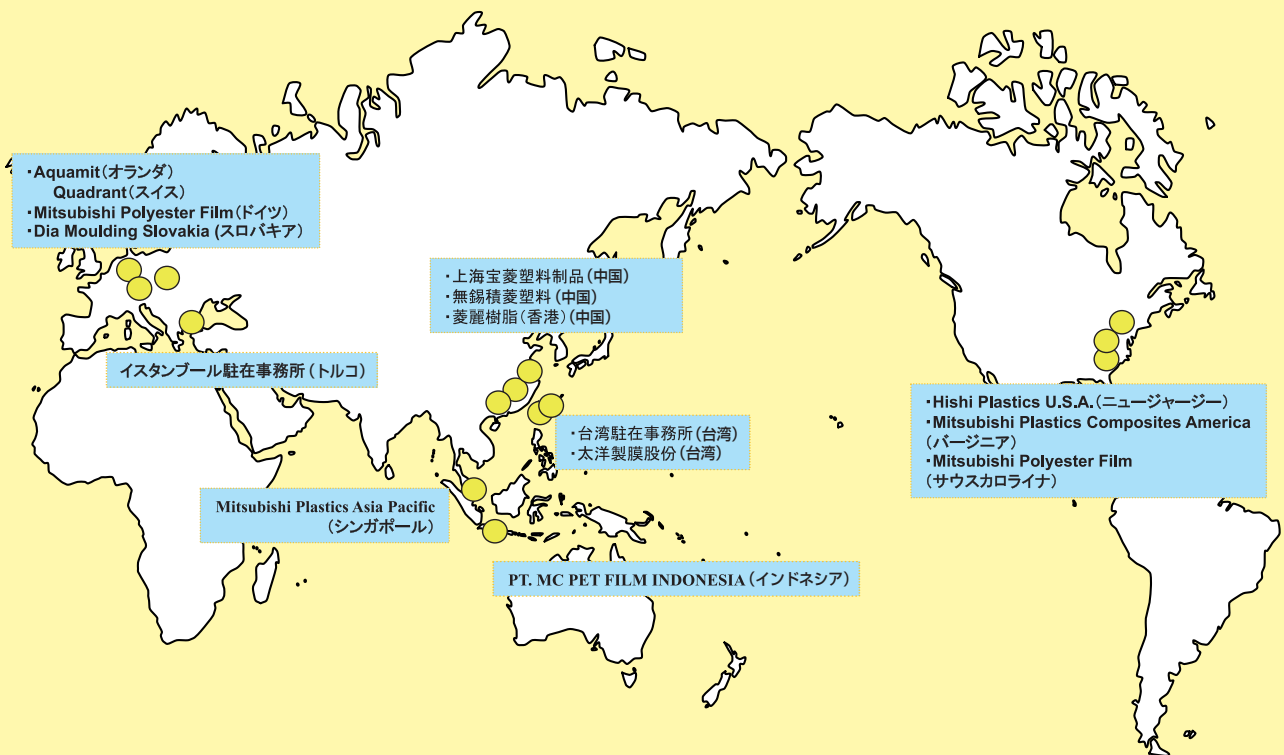 ・Aquamit(オランダ)
Quadrant(スイス)
・Mitsubishi Polyester Film(ドイツ)
・Dia Moulding Slovakia (スロバキア)
・上海宝菱塑料制品(中国)
・無錫積菱塑料(中国)
・菱麗樹脂(香港)(中国)
イスタンブール駐在事務所(トルコ)
・台湾駐在事務所(台湾)
・太洋製膜股份(台湾)
・Hishi Plastics U.S.A.(ニュージャージー)
・Mitsubishi Plastics Composites America
(バージニア)
・Mitsubishi Polyester Film
(サウスカロライナ)
Mitsubishi Plastics Asia Pacific
(シンガポール)
PT. MC PET FILM INDONESIA(インドネシア)